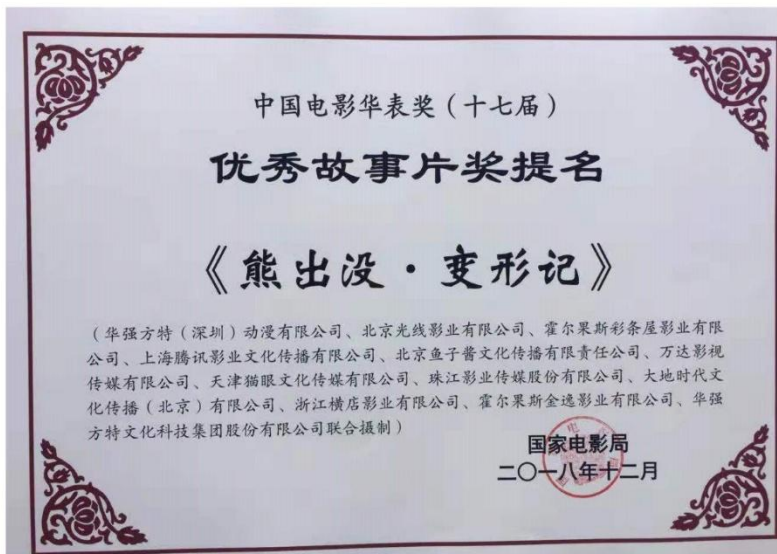 中国电影华表奖（十七届）
优秀故事片奖提名
《熊出没·变形记》
（华强方特（深圳）动漫有限公司、北京光线影业有限公司、霍尔果斯彩条屋影业有限
公司、上海腾讯影业文化传播有限公司、北京鱼子酱文化传播有限责任公司、万达影视
传媒有限公司、天津猫眼文化传媒有限公司、珠江影业传媒股份有限公司、大地时代文
化传播（北京）有限公司、浙江横店影业有限公司、霍尔果斯金逸影业有限公司、华强
方特文化科技集团股份有限公司联合摄制）
国家电影局
二〇一八年十二月